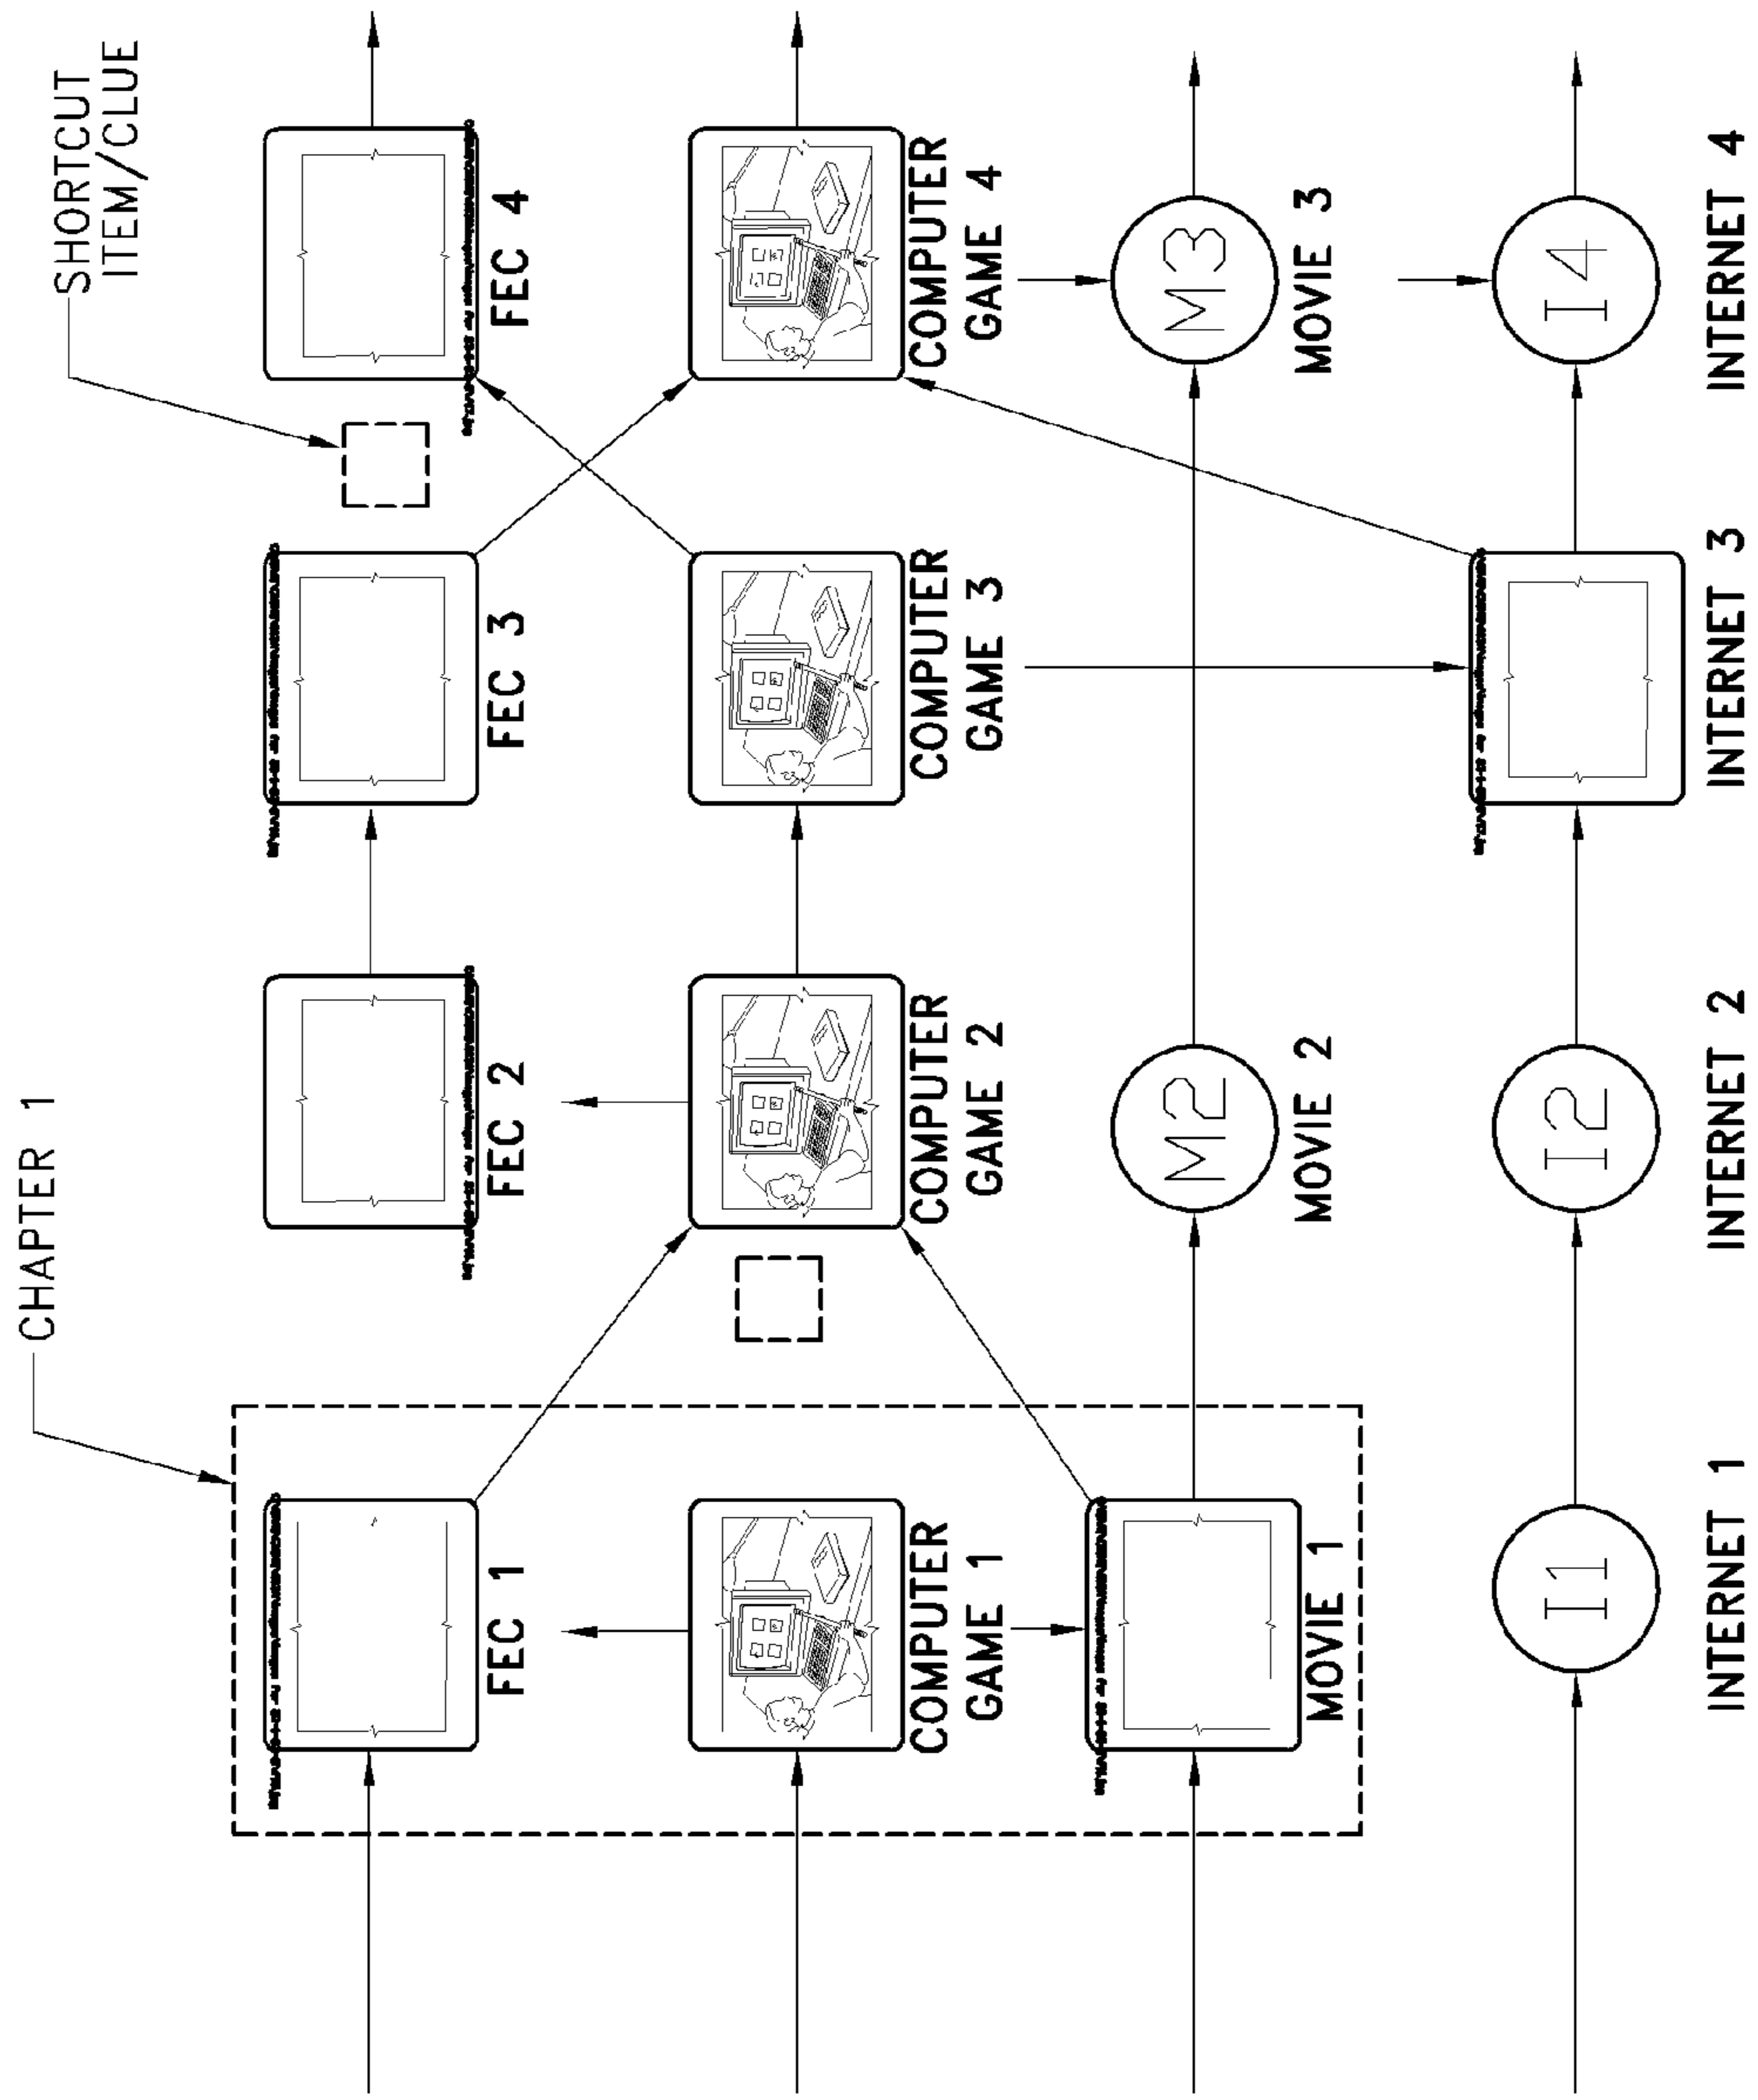 CHAPTER 1
SHORTCUT
ITEM/CLUE
FEC 1
FEC 2
FEC 3
FEC 4
COMPUTER
GAME 1
COMPUTER
GAME 2
COMPUTER
GAME 3
COMPUTER
GAME 4
MOVIE 1
M2
MOVIE 2
M3
MOVIE 3
I1
INTERNET 1
I2
INTERNET 2
INTERNET 3
I4
INTERNET 4